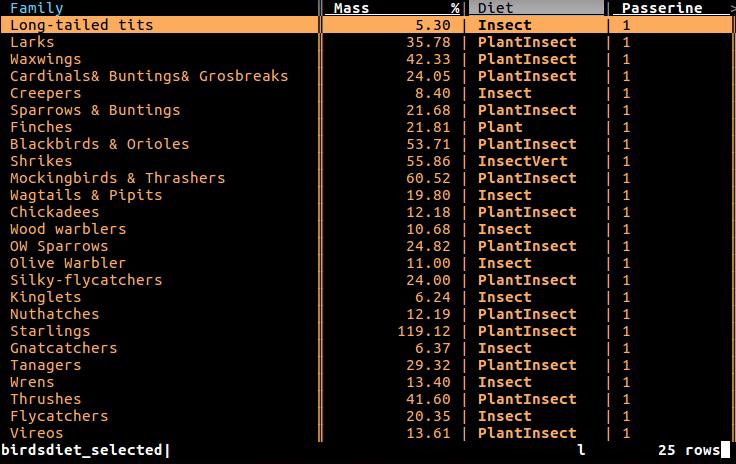 Family Mass % Diet Passerine >
Long-tailed tits 5.30 | Insect | 1
Larks 35.78 | PlantInsect | 1
Waxwings 42.33 | PlantInsect | 1
Cardinals& Buntings& Grosbreaks 24.05 | PlantInsect | 1
Creepers 8.40 | Insect | 1
Sparrows & Buntings 21.68 | PlantInsect | 1
Finches 21.81 | Plant | 1
Blackbirds & Orioles 53.71 | PlantInsect | 1
Shrikes 55.86 | InsectVert | 1
Mockingbirds & Thrashers 60.52 | PlantInsect | 1
Wagtails & Pipits 19.80 | Insect | 1
Chickadees 12.18 | PlantInsect | 1
Wood warblers 10.68 | Insect | 1
OW Sparrows 24.82 | PlantInsect | 1
Olive Warbler 11.00 | Insect | 1
Silky-flycatchers 24.00 | PlantInsect | 1
Kinglets 6.24 | Insect | 1
Nuthatches 12.19 | PlantInsect | 1
Starlings 119.12 | PlantInsect | 1
Gnatcatchers 6.37 | Insect | 1
Tanagers 29.32 | PlantInsect | 1
Wrens 13.40 | Insect | 1
Thrushes 41.60 | PlantInsect | 1
Flycatchers 20.35 | Insect | 1
Vireos 13.61 | PlantInsect | 1
birdsdiet_selected| l 25 rows